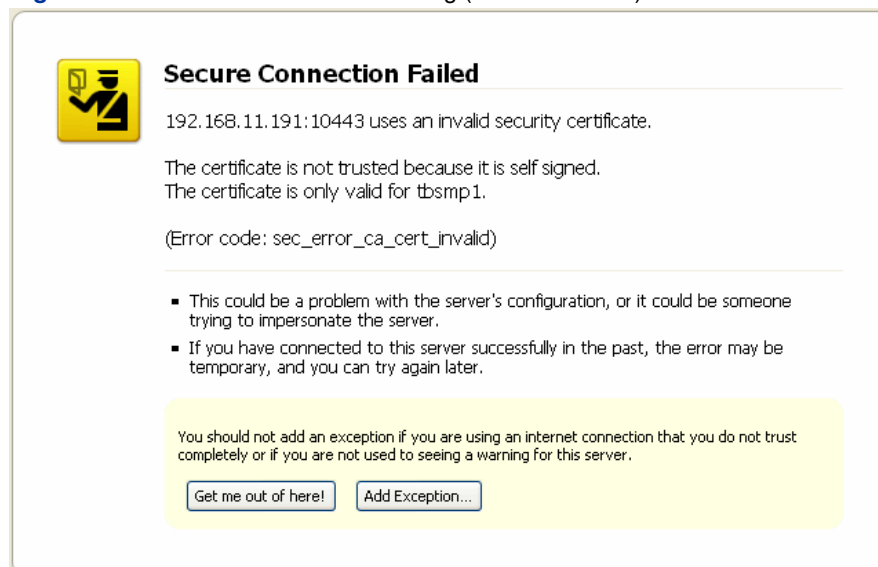 Secure Connection Failed
192.168.11.191:10443 uses an invalid security certificate.
The certificate is not trusted because it is self signed.
The certificate is only valid for tbsmp1.
(Error code: sec_error_ca_cert_invalid)
▪ This could be a problem with the server's configuration, or it could be someone
trying to impersonate the server.
▪ If you have connected to this server successfully in the past, the error may be
temporary, and you can try again later.
You should not add an exception if you are using an internet connection that you do not trust
completely or if you are not used to seeing a warning for this server.
Get me out of here! Add Exception...